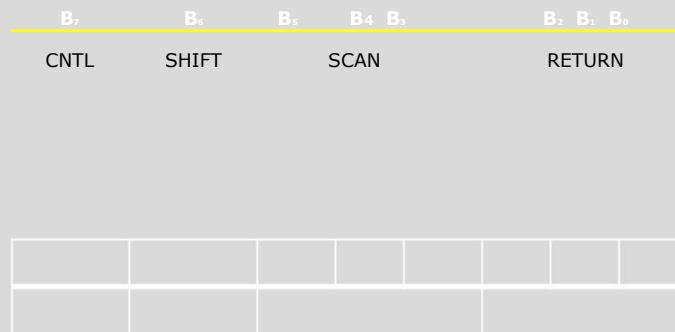 B₇ B₆ B₅ B₄ B₃ B₂ B₁ B₀
CNTL SHIFT SCAN RETURN